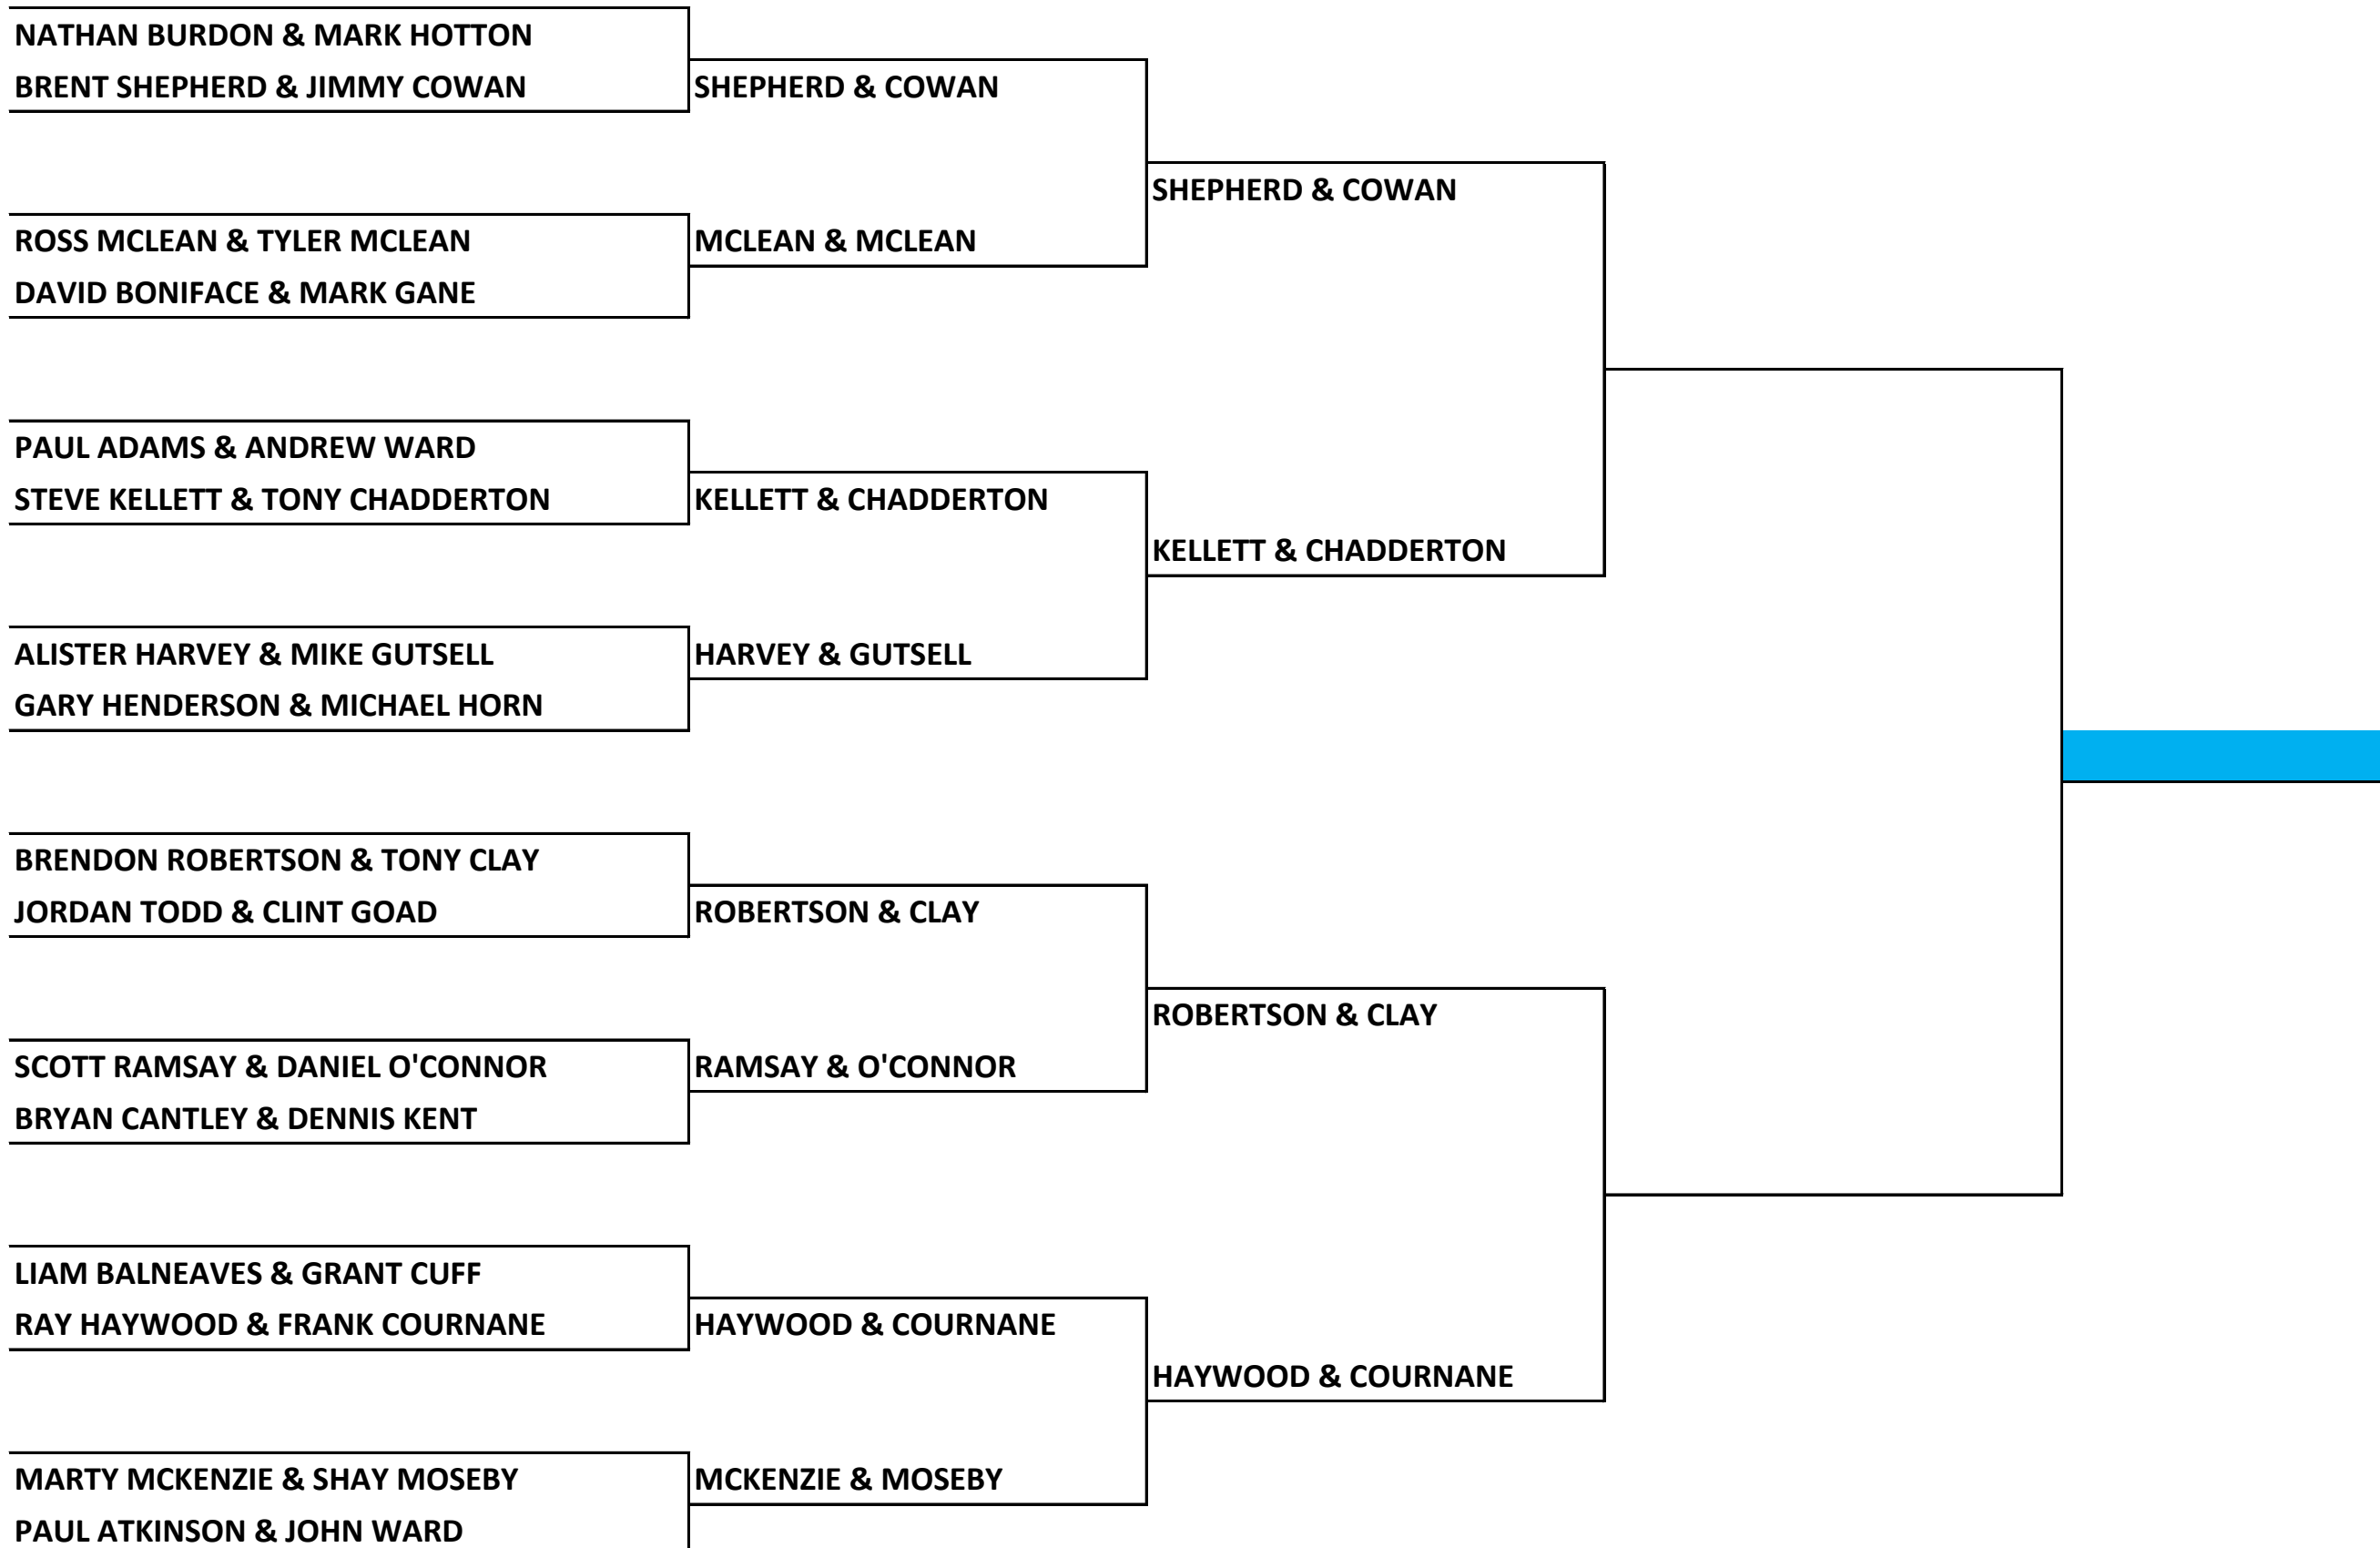 NATHAN BURDON & MARK HOTTON
BRENT SHEPHERD & JIMMY COWAN
SHEPHERD & COWAN
SHEPHERD & COWAN
ROSS MCLEAN & TYLER MCLEAN
MCLEAN & MCLEAN
DAVID BONIFACE & MARK GANE
PAUL ADAMS & ANDREW WARD
STEVE KELLETT & TONY CHADDERTON
KELLETT & CHADDERTON
KELLETT & CHADDERTON
ALISTER HARVEY & MIKE GUTSELL
HARVEY & GUTSELL
GARY HENDERSON & MICHAEL HORN
BRENDON ROBERTSON & TONY CLAY
JORDAN TODD & CLINT GOAD
ROBERTSON & CLAY
ROBERTSON & CLAY
SCOTT RAMSAY & DANIEL O'CONNOR
RAMSAY & O'CONNOR
BRYAN CANTLEY & DENNIS KENT
LIAM BALNEAVES & GRANT CUFF
RAY HAYWOOD & FRANK COURNANE
HAYWOOD & COURNANE
HAYWOOD & COURNANE
MARTY MCKENZIE & SHAY MOSEBY
MCKENZIE & MOSEBY
PAUL ATKINSON & JOHN WARD